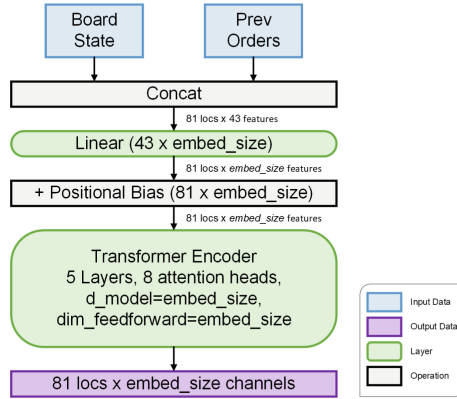 Board
State
Prev
Orders
Concat
81 locs x 43 features
Linear (43 x embed_size)
81 locs x embed_size features
+ Positional Bias (81 x embed_size)
81 locs x embed_size features
Transformer Encoder
5 Layers, 8 attention heads,
d_model=embed_size,
dim_feedforward=embed_size
81 locs x embed_size channels
Input Data
Output Data
Layer
Operation